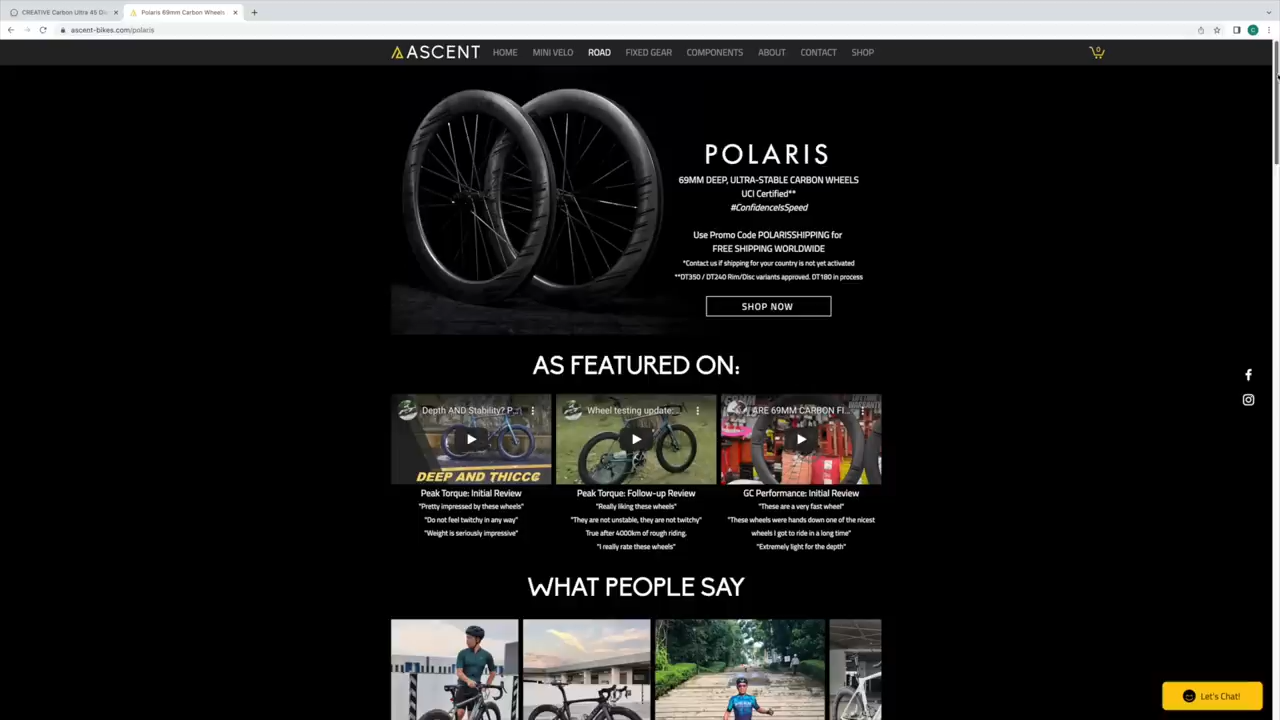 CREATIVE Carbon Ultra 45 Di
Polaris 69mm Carbon Wheels
ascent-bikes.com/polaris
ASCENT
HOME
MINI VELO
ROAD
FIXED GEAR
COMPONENTS
ABOUT
CONTACT
SHOP
0
POLARIS
69MM DEEP, ULTRA-STABLE CARBON WHEELS
UCI Certified**
#ConfidenceIsSpeed
Use Promo Code POLARISSHIPPING for
FREE SHIPPING WORLDWIDE
*Contact us if shipping for your country is not yet activated
**DT350 / DT240 Rim/Disc variants approved. DT180 in process
SHOP NOW
AS FEATURED ON:
Depth AND Stability? P...
DEEP AND THICC
Wheel testing update:...
ARE 69MM CARBON FI...
LIFETIME
Peak Torque: Initial Review
"Pretty impressed by these wheels"
"Do not feel twitchy in any way"
"Weight is seriously impressive"
Peak Torque: Follow-up Review
"Really liking these wheels"
"They are not unstable, they are not twitchy"
True after 4000km of rough riding.
"I really rate these wheels"
GC Performance: Initial Review
"These are a very fast wheel"
"These wheels were hands down one of the nicest
wheels I got to ride in a long time"
"Extremely light for the depth"
WHAT PEOPLE SAY
Let's Chat!